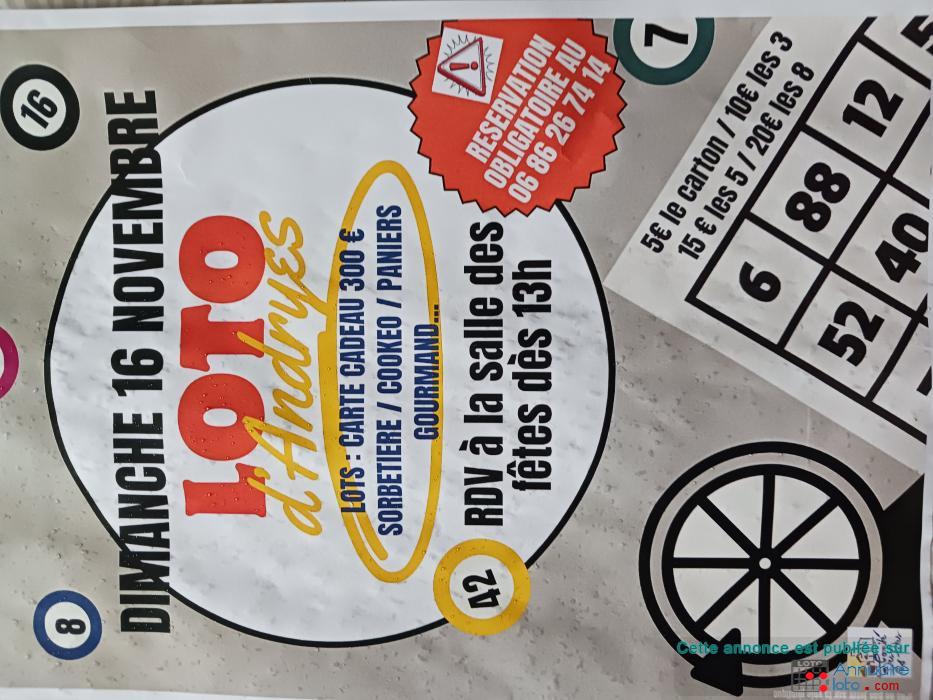 16
8
7
DIMANCHE 16 NOVEMBRE
LOTO
d'Andryes
LOTS : CARTE CADEAU 300 €
SORBETIERE / COOKEO / PANIERS
GOURMAND...
RDV à la salle des
fêtes dès 13h
42
RESERVATION
OBLIGATOIRE AU
06 86 26 74 14
5€ le carton / 10€ les 3
15 € les 5 / 20€ les 8
6 88 12
52 40
Cette annonce est publiée sur
LOTO
Annuaire
loto.com